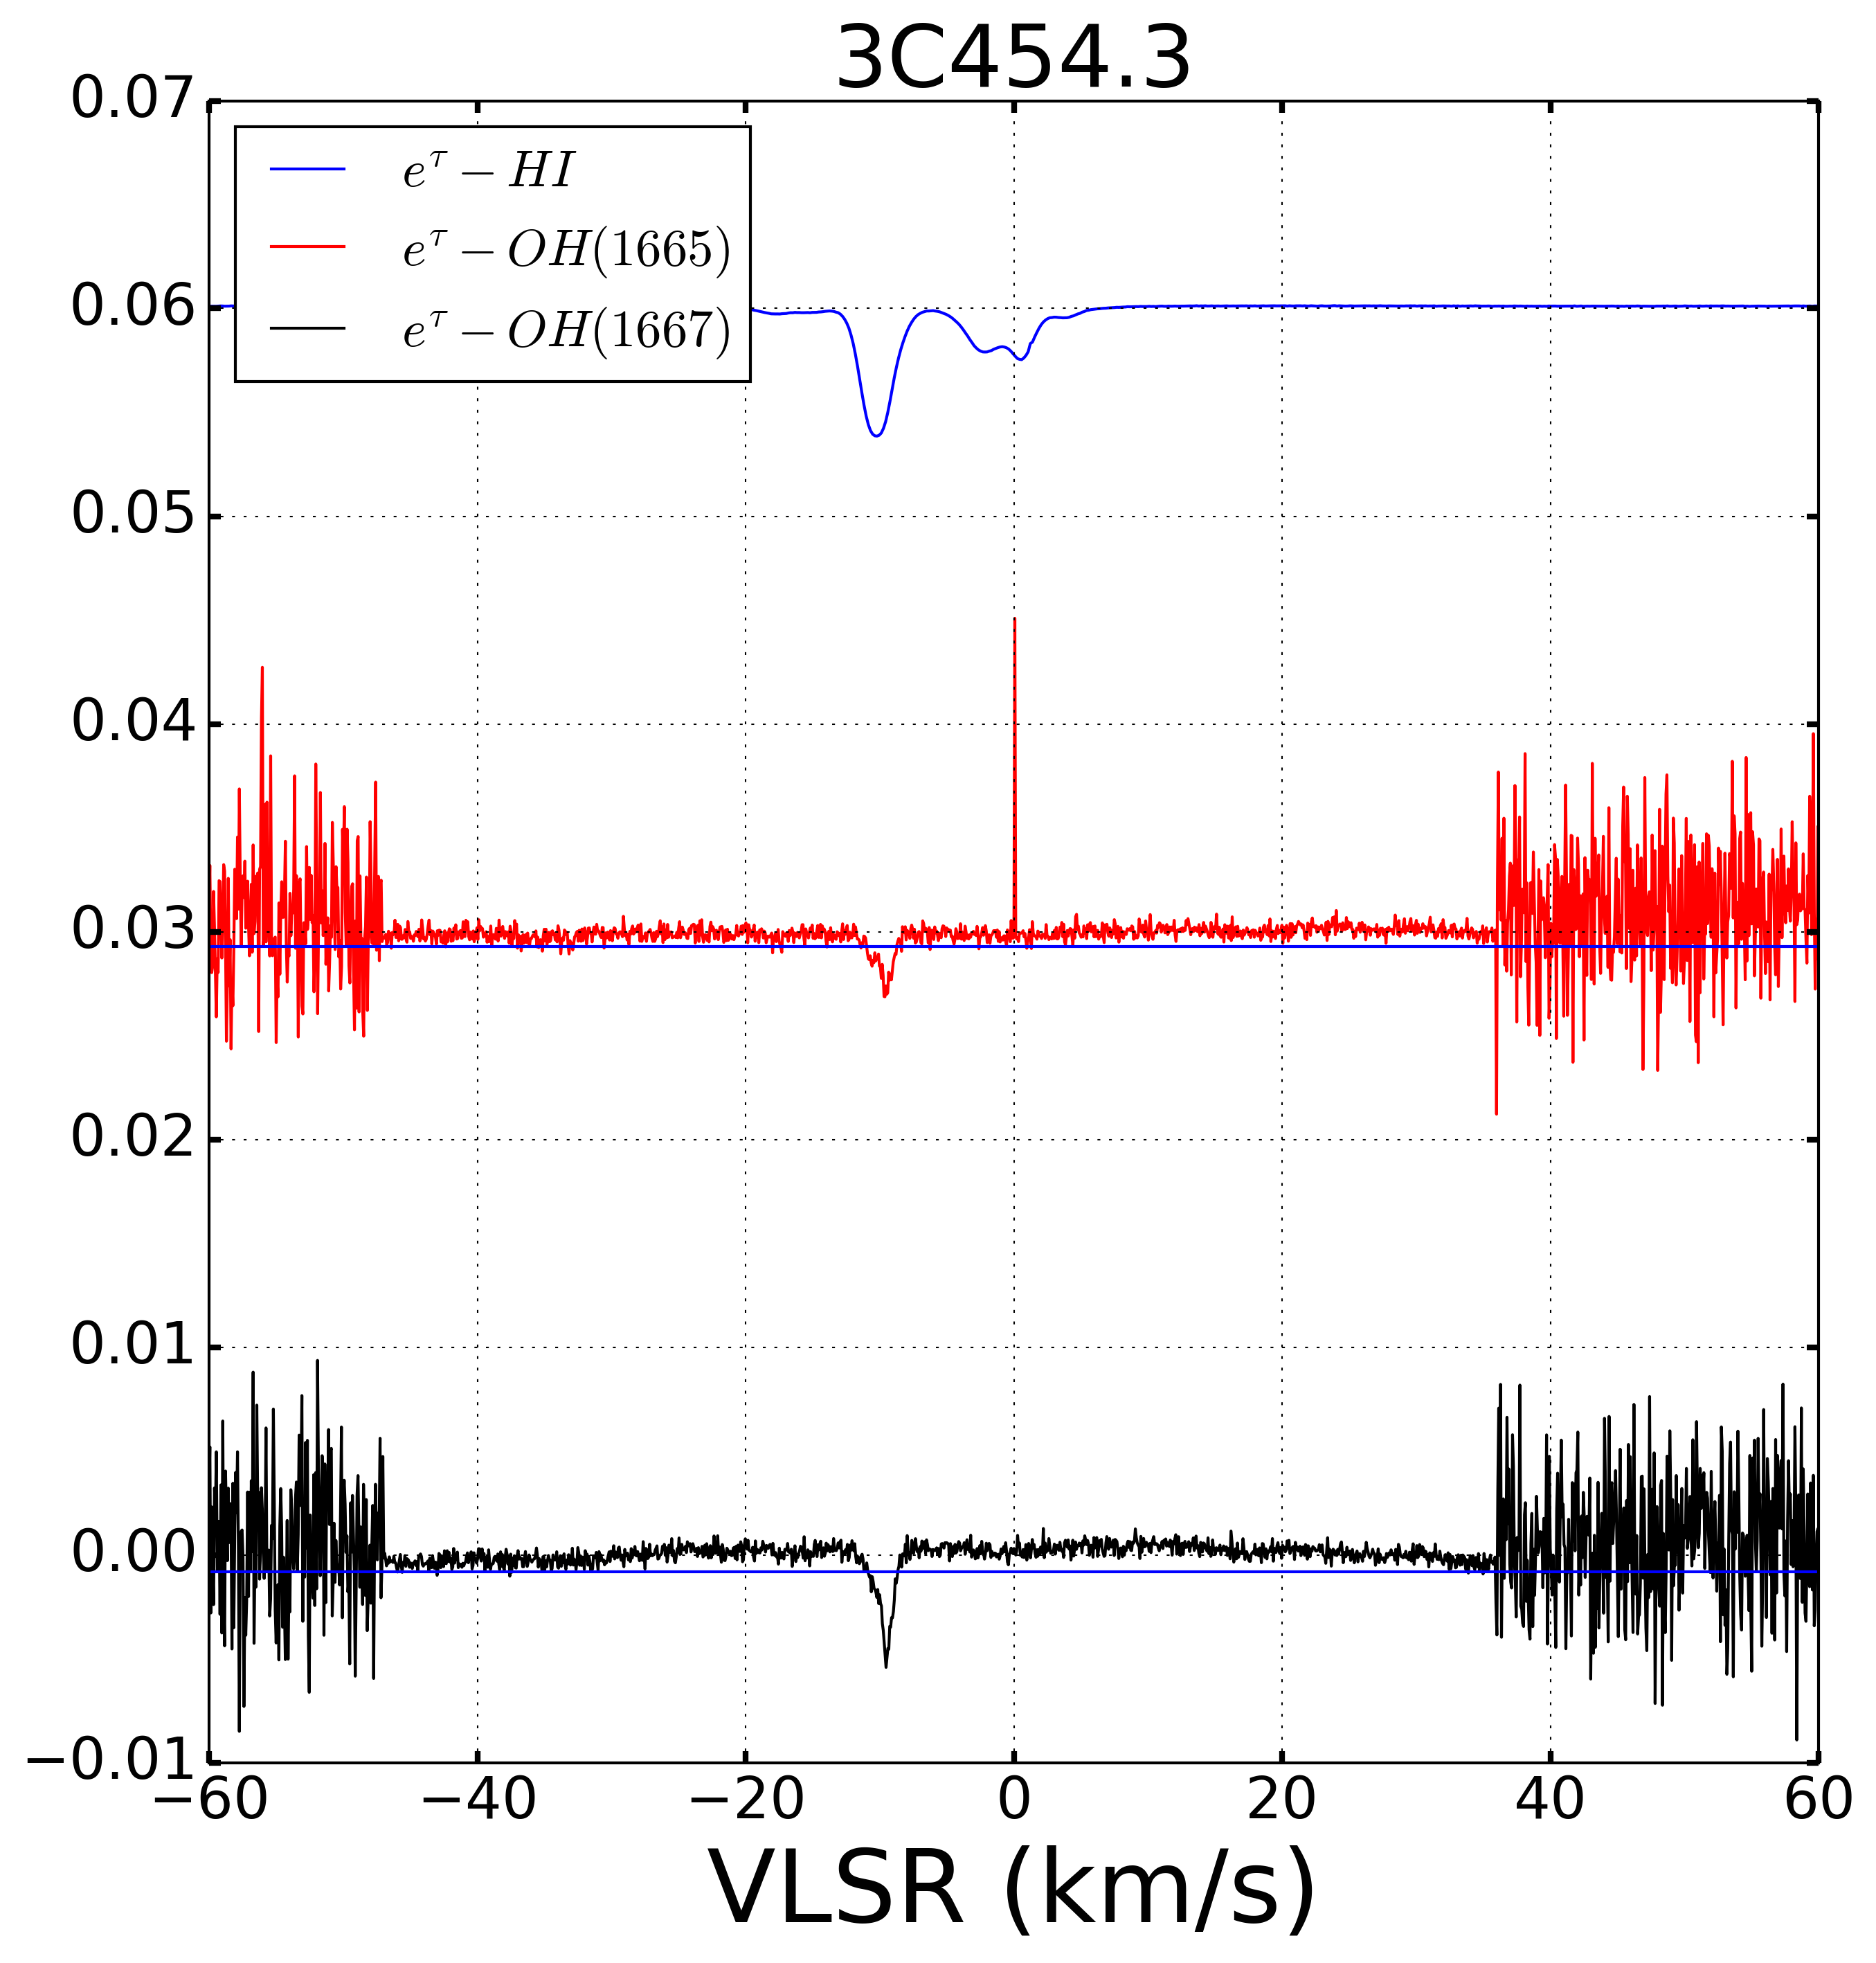 3C454.3
0.07
e^τ − HI
e^τ − OH(1665)
0.06
e^τ − OH(1667)
0.05
0.04
0.03
0.02
0.01
0.00
−0.01
−60 −40 −20 0 20 40 60
VLSR (km/s)